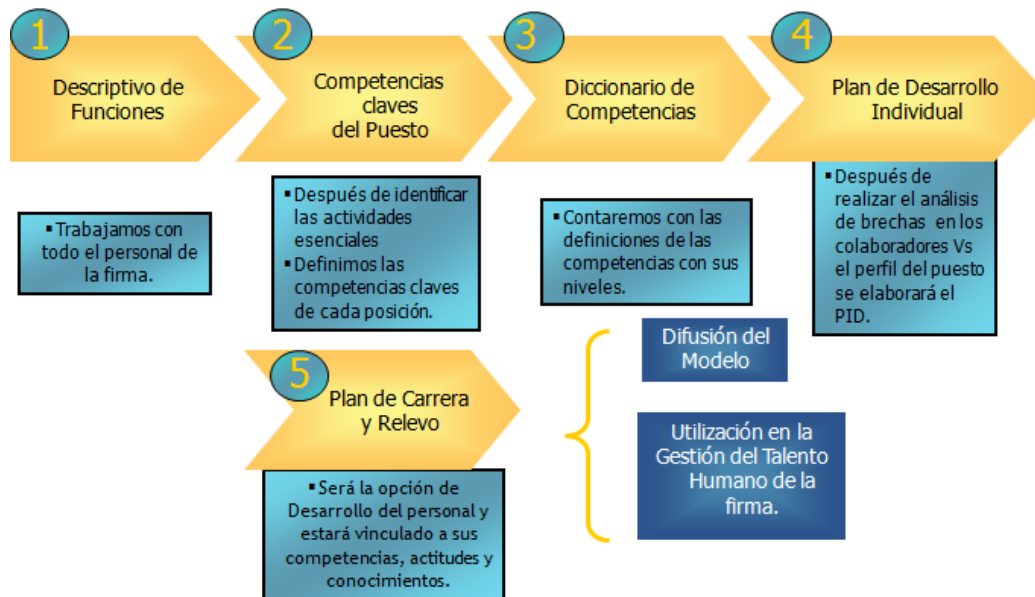 1
Descriptivo de
Funciones
2
Competencias
claves
del Puesto
3
Diccionario de
Competencias
4
Plan de Desarrollo
Individual
▪ Trabajamos con
todo el personal de
la firma.
▪ Después de identificar
las actividades
esenciales
▪ Definimos las
competencias claves
de cada posición.
▪ Contaremos con las
definiciones de las
competencias con sus
niveles.
▪ Después de
realizar el análisis
de brechas en los
colaboradores Vs
el perfil del puesto
se elaborará el
PID.
5
Plan de Carrera
y Relevo
▪ Será la opción de
Desarrollo del personal y
estará vinculado a sus
competencias, actitudes y
conocimientos.
Difusión del
Modelo
Utilización en la
Gestión del Talento
Humano de la
firma.